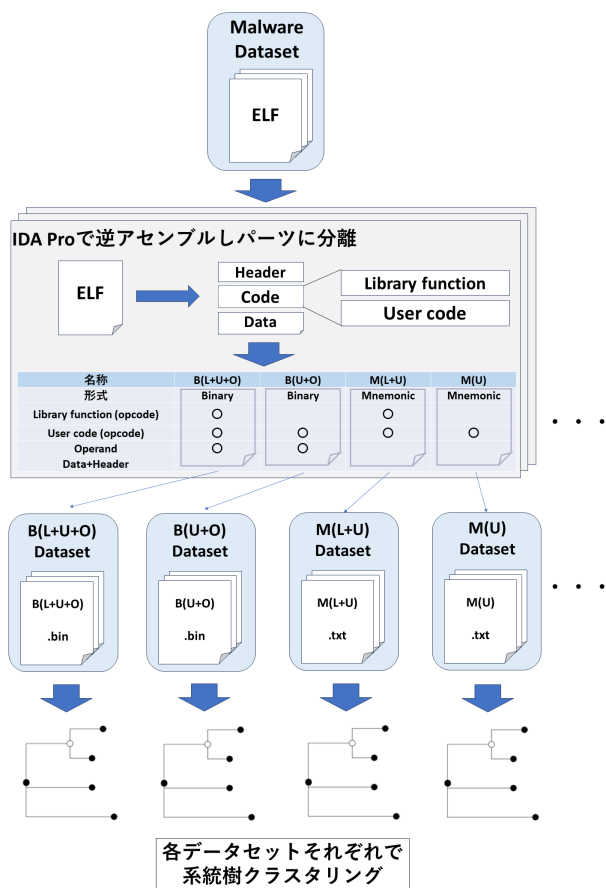 Malware
Dataset
ELF
IDA Proで逆アセンブルしパーツに分離
ELF
Header
Code
Data
Library function
User code
名称 B(L+U+O) B(U+O) M(L+U) M(U)
形式 Binary Binary Mnemonic Mnemonic
Library function (opcode) ○ ○
User code (opcode) ○ ○ ○ ○
Operand ○ ○
Data+Header
・・・
B(L+U+O)
Dataset
B(L+U+O)
.bin
B(U+O)
Dataset
B(U+O)
.bin
M(L+U)
Dataset
M(L+U)
.txt
M(U)
Dataset
M(U)
.txt
・・・
各データセットそれぞれで
系統樹クラスタリング